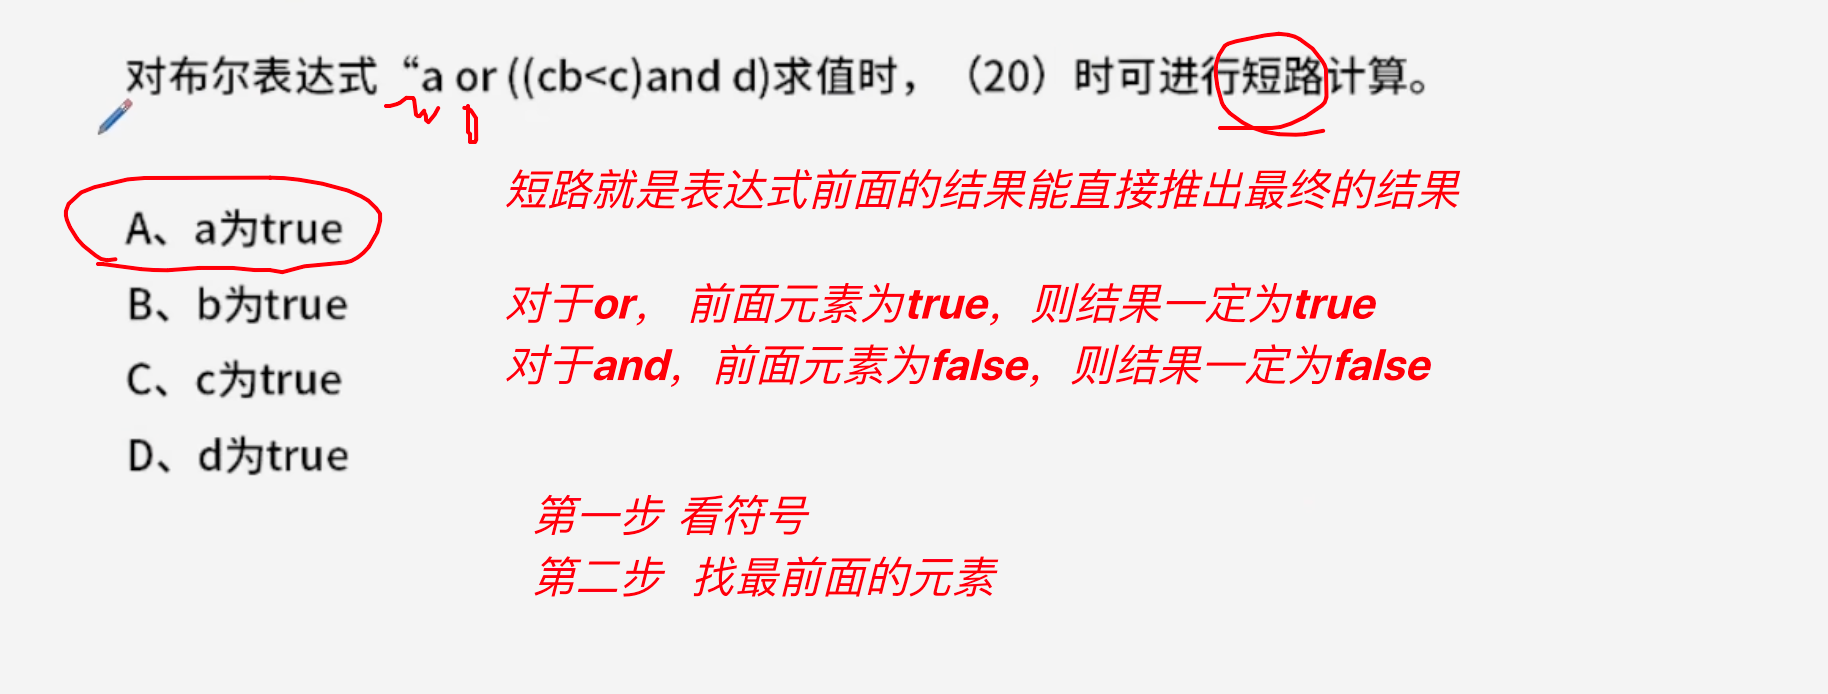 对布尔表达式“a or ((cb<c)and d)求值时，（20）时可进行短路计算。
短路就是表达式前面的结果能直接推出最终的结果
A、a为true
对于or， 前面元素为true，则结果一定为true
B、b为true
对于and，前面元素为false，则结果一定为false
C、c为true
D、d为true
第一步 看符号
第二步 找最前面的元素